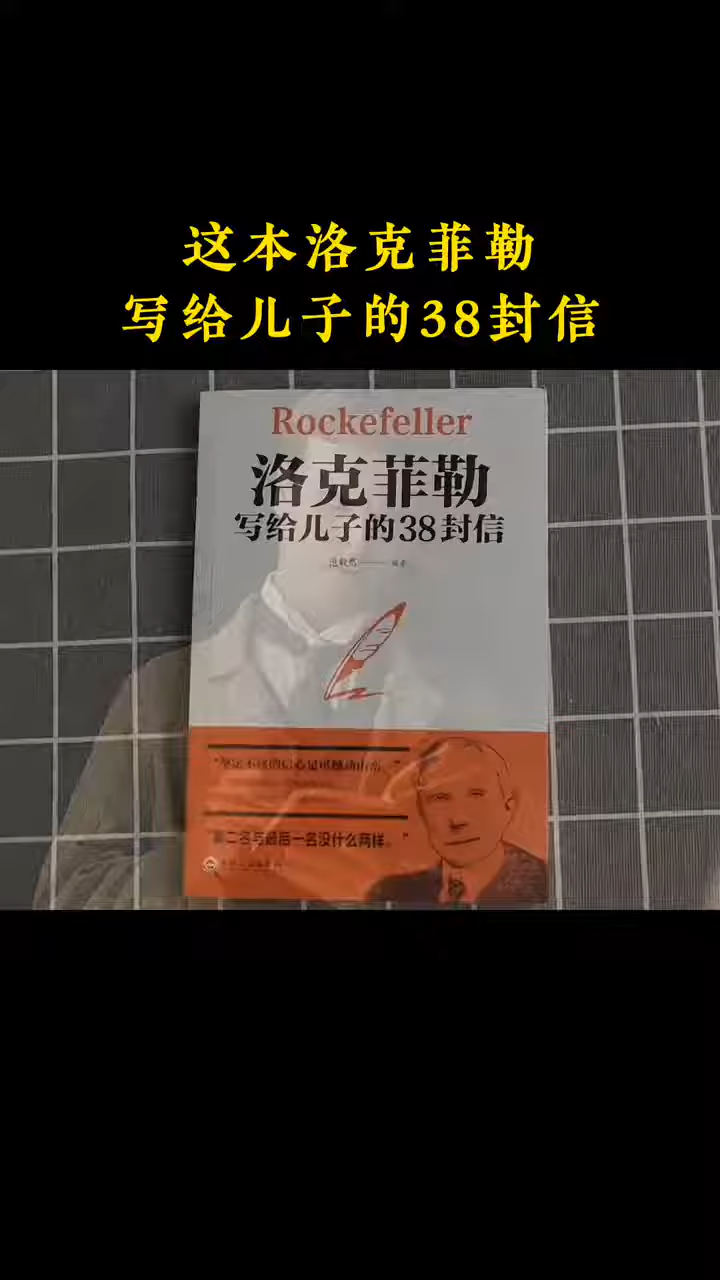 这本洛克菲勒
写给儿子的38封信
Rockefeller
洛克菲勒
写给儿子的38封信
编著
“第二名与最后一名没什么两样。”